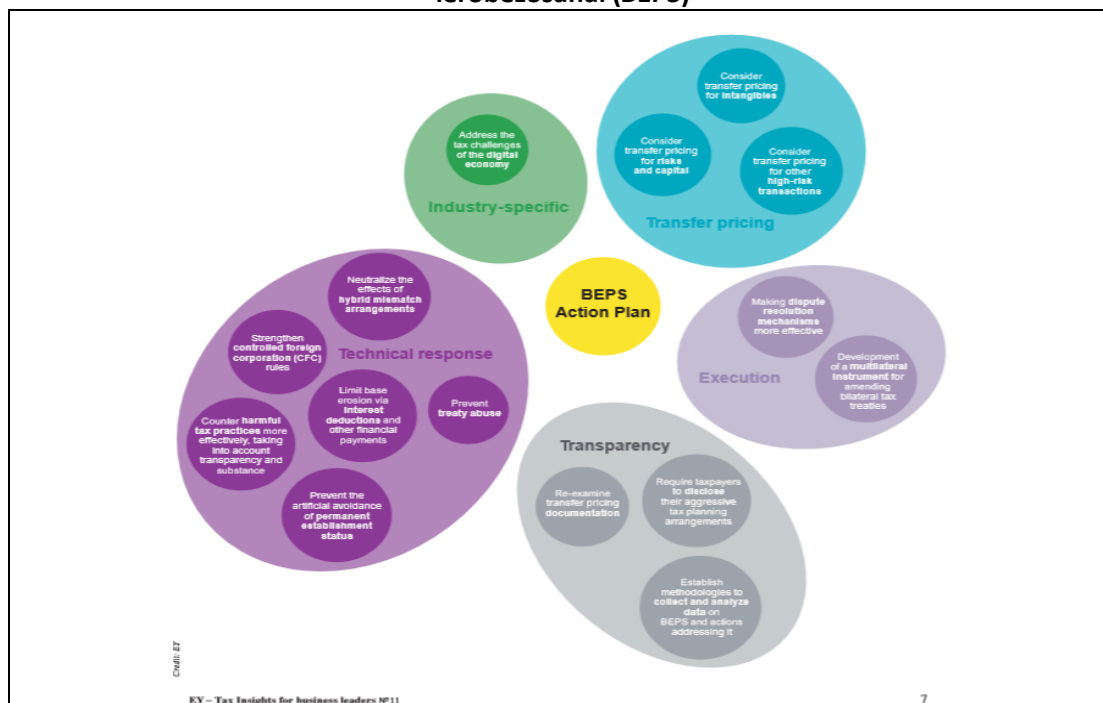 Address the
tax challenges
of the digital
economy
Industry-specific
Consider
transfer pricing
for intangibles
Consider
transfer pricing
for risks
and capital
Consider
transfer pricing
for other
high-risk
transactions
Transfer pricing
BEPS
Action Plan
Neutralize the
effects of
hybrid mismatch
arrangements
Strengthen
controlled foreign
corporation (CFC)
rules
Technical response
Limit base
erosion via
interest
deductions and
other financial
payments
Prevent
treaty abuse
Counter harmful
tax practices more
effectively, taking
into account
transparency and
substance
Prevent the
artificial avoidance
of permanent
establishment
status
Making dispute
resolution
mechanisms
more effective
Development
of a multilateral
instrument for
amending
bilateral tax
treaties
Execution
Transparency
Re-examine
transfer pricing
documentation
Require taxpayers
to disclose
their aggressive
tax planning
arrangements
Establish
methodologies to
collect and analyze
data on
BEPS and actions
addressing it
Credit: ET
EY – Tax Insights for business leaders №11
7